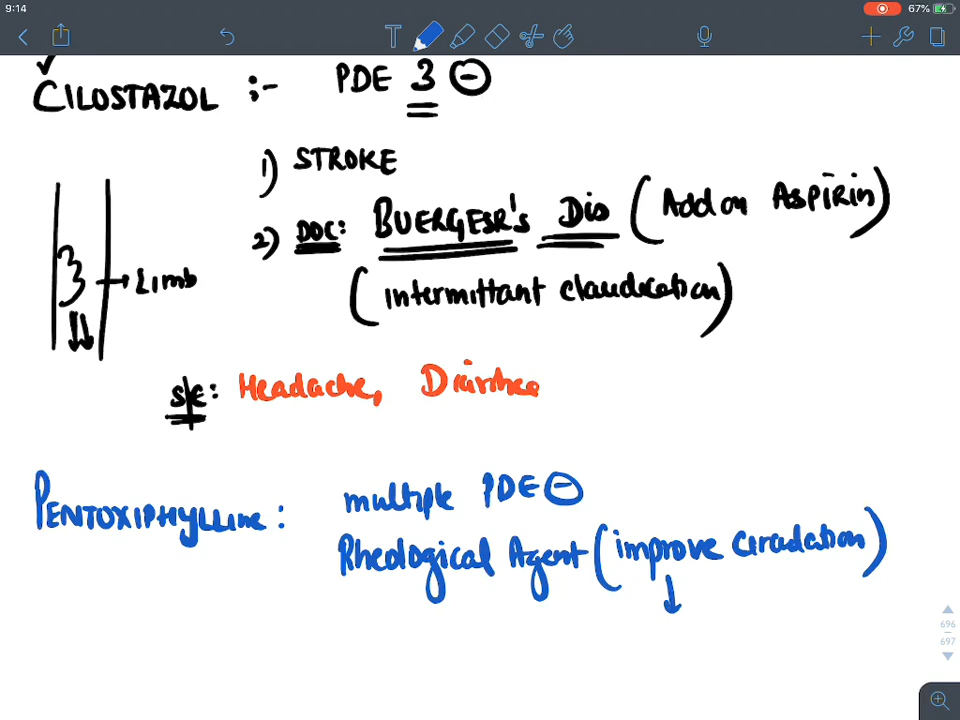 9:14
67%
T
CILOSTAZOL :- PDE 3 ⊖
1) STROKE
2) DOC: BUERGESR's Dis (Add on ASPIRIN)
(intermittant claudication)
3 → Limb
S/E: Headache, Diarrhea
PENTOXIPHYLLINE: multiple PDE ⊖
Rheological Agent (improve circulation)
696
697